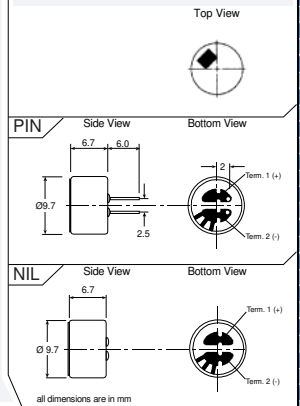 Top View
PIN
Side View
Bottom View
6.7
6.0
2
Term. 1 (+)
Ø9.7
2.5
Term. 2 (-)
NIL
Side View
Bottom View
6.7
Term. 1 (+)
Ø 9.7
Term. 2 (-)
all dimensions are in mm